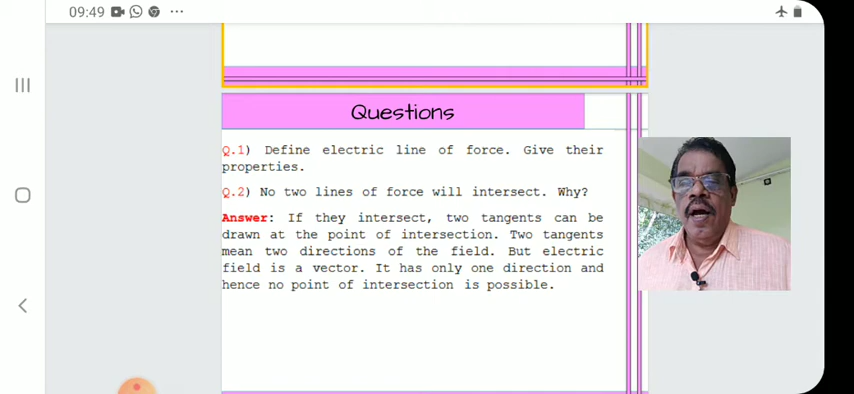 09:49
Questions
Q.1) Define electric line of force. Give their
properties.
Q.2) No two lines of force will intersect. Why?
Answer: If they intersect, two tangents can be
drawn at the point of intersection. Two tangents
mean two directions of the field. But electric
field is a vector. It has only one direction and
hence no point of intersection is possible.